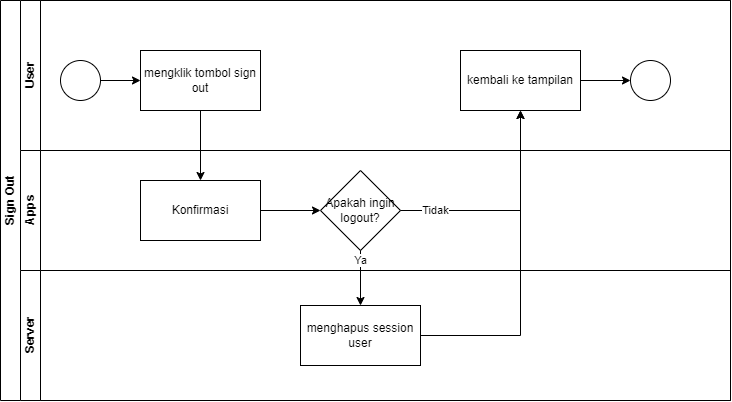 Sign Out
User
mengklik tombol sign
out
kembali ke tampilan
Apps
Konfirmasi
Apakah ingin
logout?
Tidak
Ya
Server
menghapus session
user